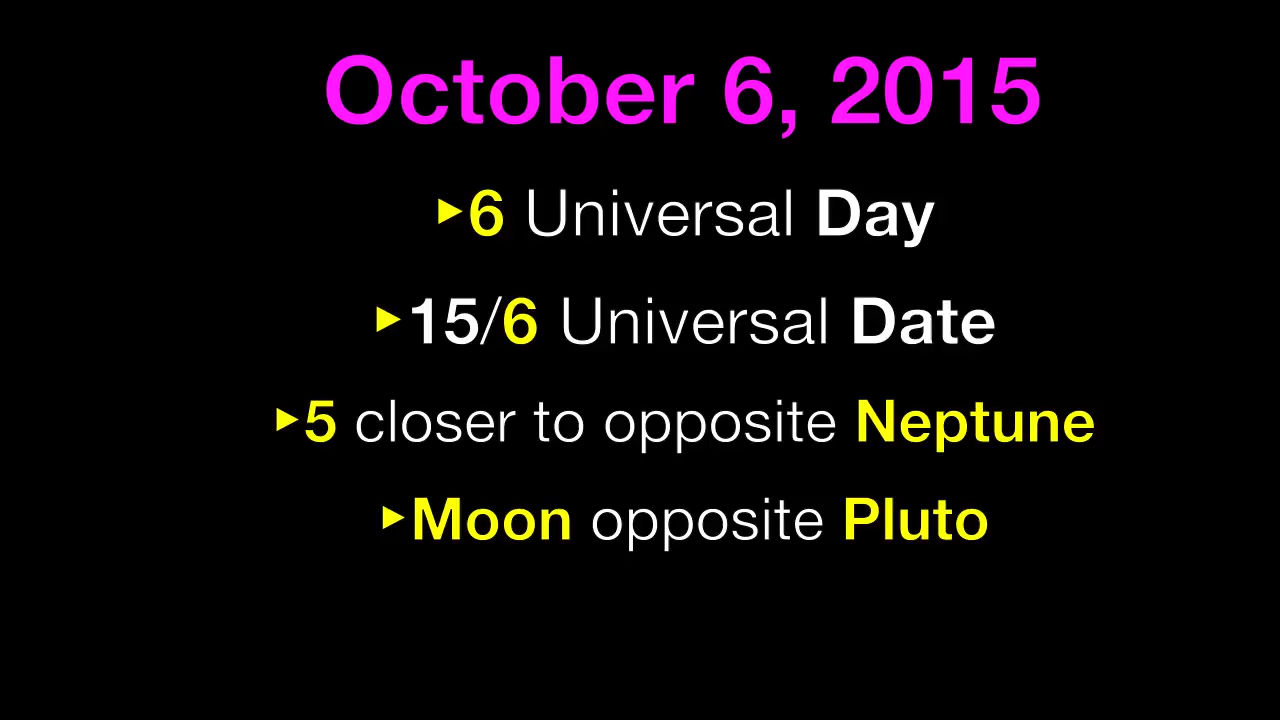 October 6, 2015
▸6 Universal Day
▸15/6 Universal Date
▸5 closer to opposite Neptune
▸Moon opposite Pluto